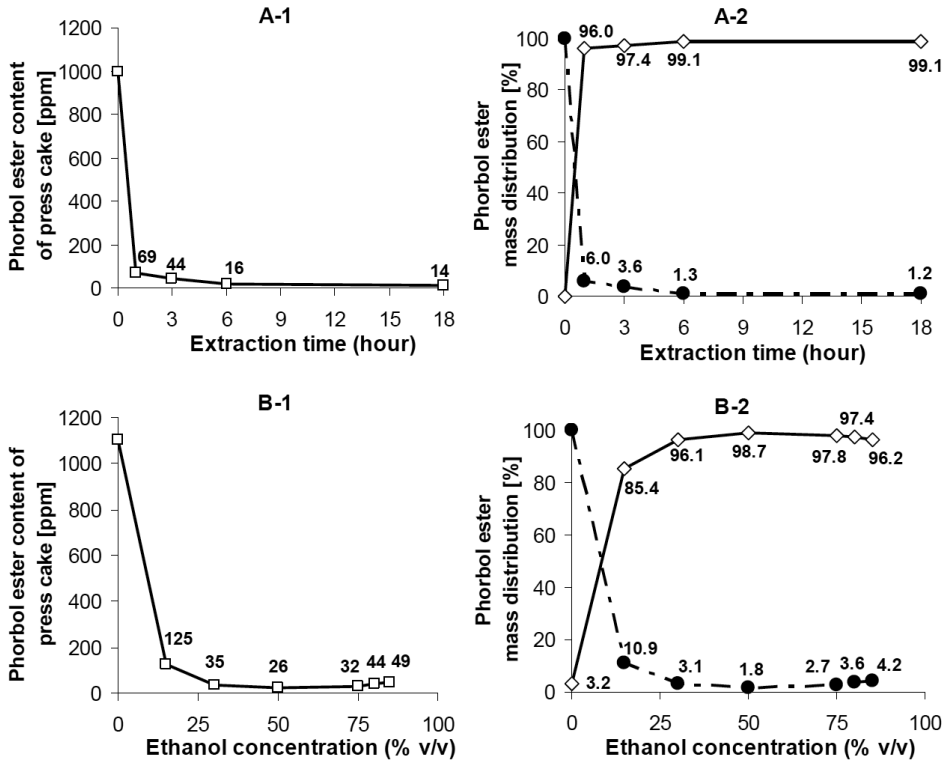 A-1
Phorbol ester content
of press cake [ppm]
1200
1000
800
600
400
200
0
69
44
16
14
0 3 6 9 12 15 18
Extraction time (hour)
A-2
Phorbol ester
mass distribution [%]
100
80
60
40
20
0
96.0
97.4
99.1
99.1
6.0
3.6
1.3
1.2
0 3 6 9 12 15 18
Extraction time (hour)
B-1
Phorbol ester content of
press cake [ppm]
1200
1000
800
600
400
200
0
125
35
26
32
44
49
0 25 50 75 100
Ethanol concentration (% v/v)
B-2
Phorbol ester
mass distribution [%]
100
80
60
40
20
0
85.4
96.1
98.7
97.8
97.4
96.2
3.2
10.9
3.1
1.8
2.7
3.6
4.2
0 25 50 75 100
Ethanol concentration (% v/v)